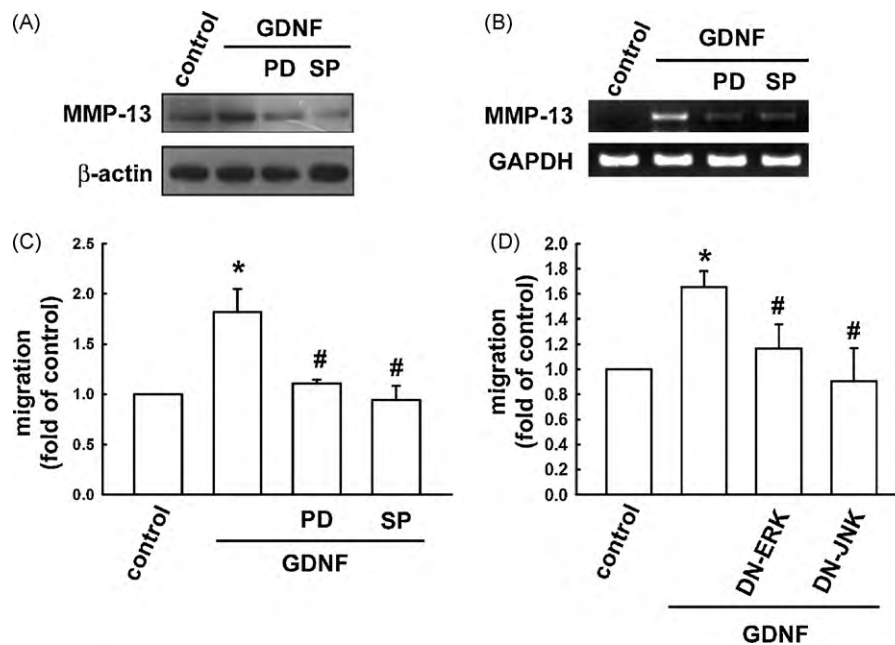 (A)
control
GDNF
PD SP
MMP-13
β-actin
(B)
control
GDNF
PD SP
MMP-13
GAPDH
(C)
migration
(fold of control)
2.5
2.0
1.5
1.0
0.5
0.0
*
#
#
control
PD SP
GDNF
(D)
migration
(fold of control)
2.0
1.8
1.6
1.4
1.2
1.0
0.8
0.6
0.4
0.2
0.0
*
#
#
control
DN-ERK
DN-JNK
GDNF